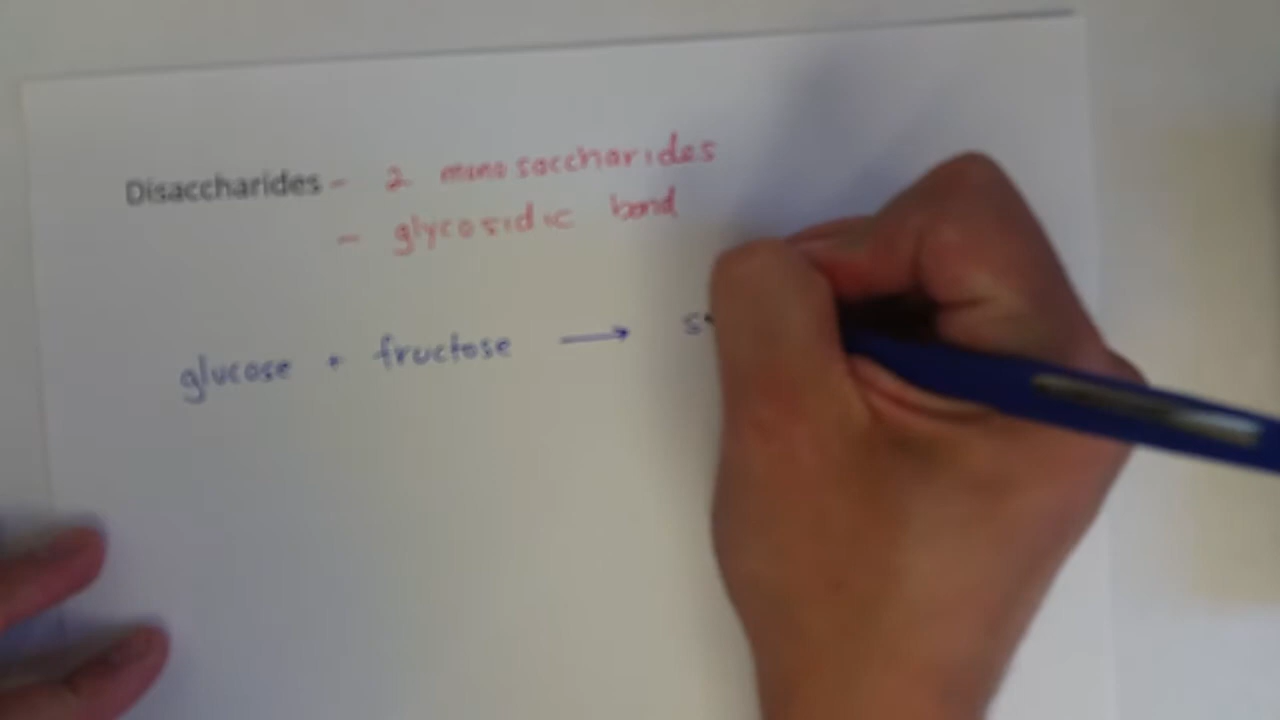 Disaccharides - 2 monosaccharides
- glycosidic bond
glucose + fructose →